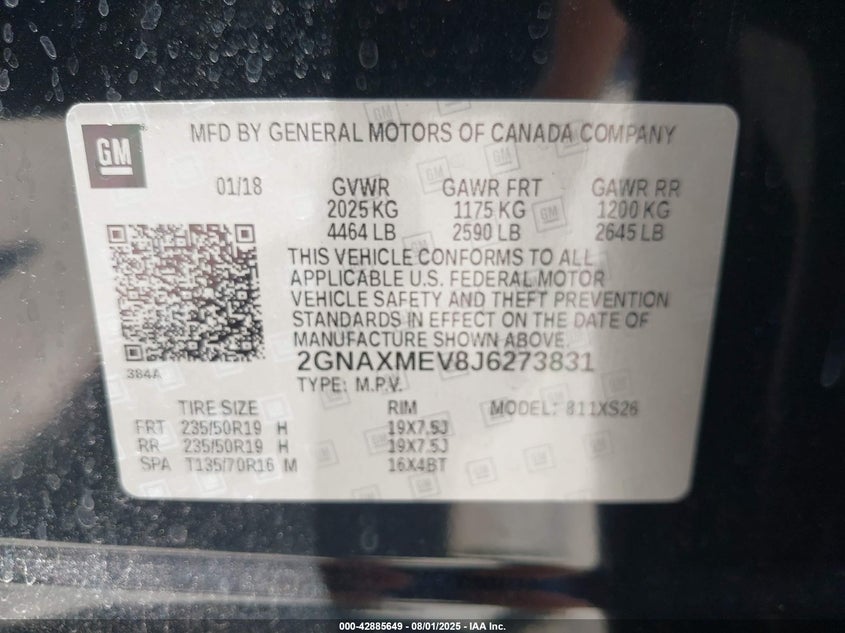 GM
MFD BY GENERAL MOTORS OF CANADA COMPANY
01/18 GVWR GAWR FRT GAWR RR
2025 KG 1175 KG 1200 KG
4464 LB 2590 LB 2645 LB
THIS VEHICLE CONFORMS TO ALL
APPLICABLE U.S. FEDERAL MOTOR
VEHICLE SAFETY AND THEFT PREVENTION
STANDARDS IN EFFECT ON THE DATE OF
MANUFACTURE SHOWN ABOVE.
384A
2GNAXMEV8J6273831
TYPE: M.P.V.
TIRE SIZE RIM MODEL: 811XS26
FRT 235/50R19 H 19X7.5J
RR 235/50R19 H 19X7.5J
SPA T135/70R16 M 16X4BT
000-42885649 - 08/01/2025 - IAA Inc.